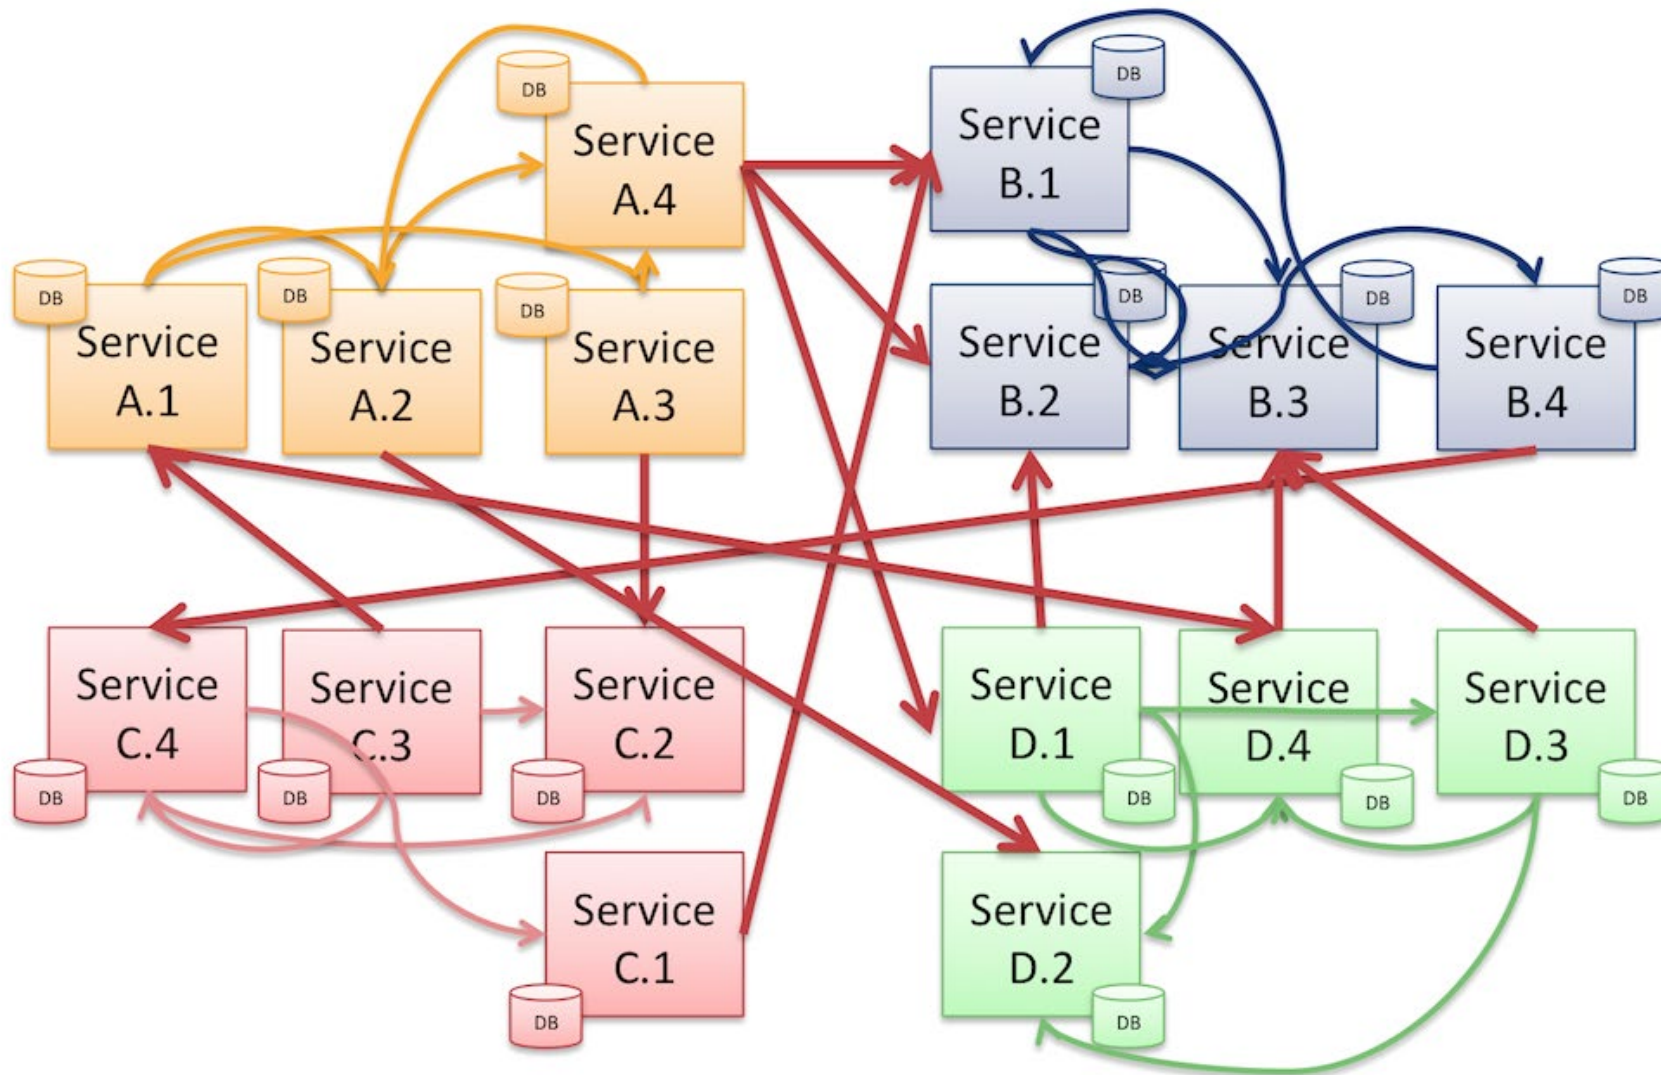 DB
Service
A.4
DB
Service
B.1
DB
Service
A.1
DB
Service
A.2
DB
Service
A.3
DB
Service
B.2
DB
Service
B.3
DB
Service
B.4
Service
C.4
DB
Service
C.3
DB
Service
C.2
DB
Service
D.1
DB
Service
D.4
DB
Service
D.3
DB
Service
C.1
DB
Service
D.2
DB